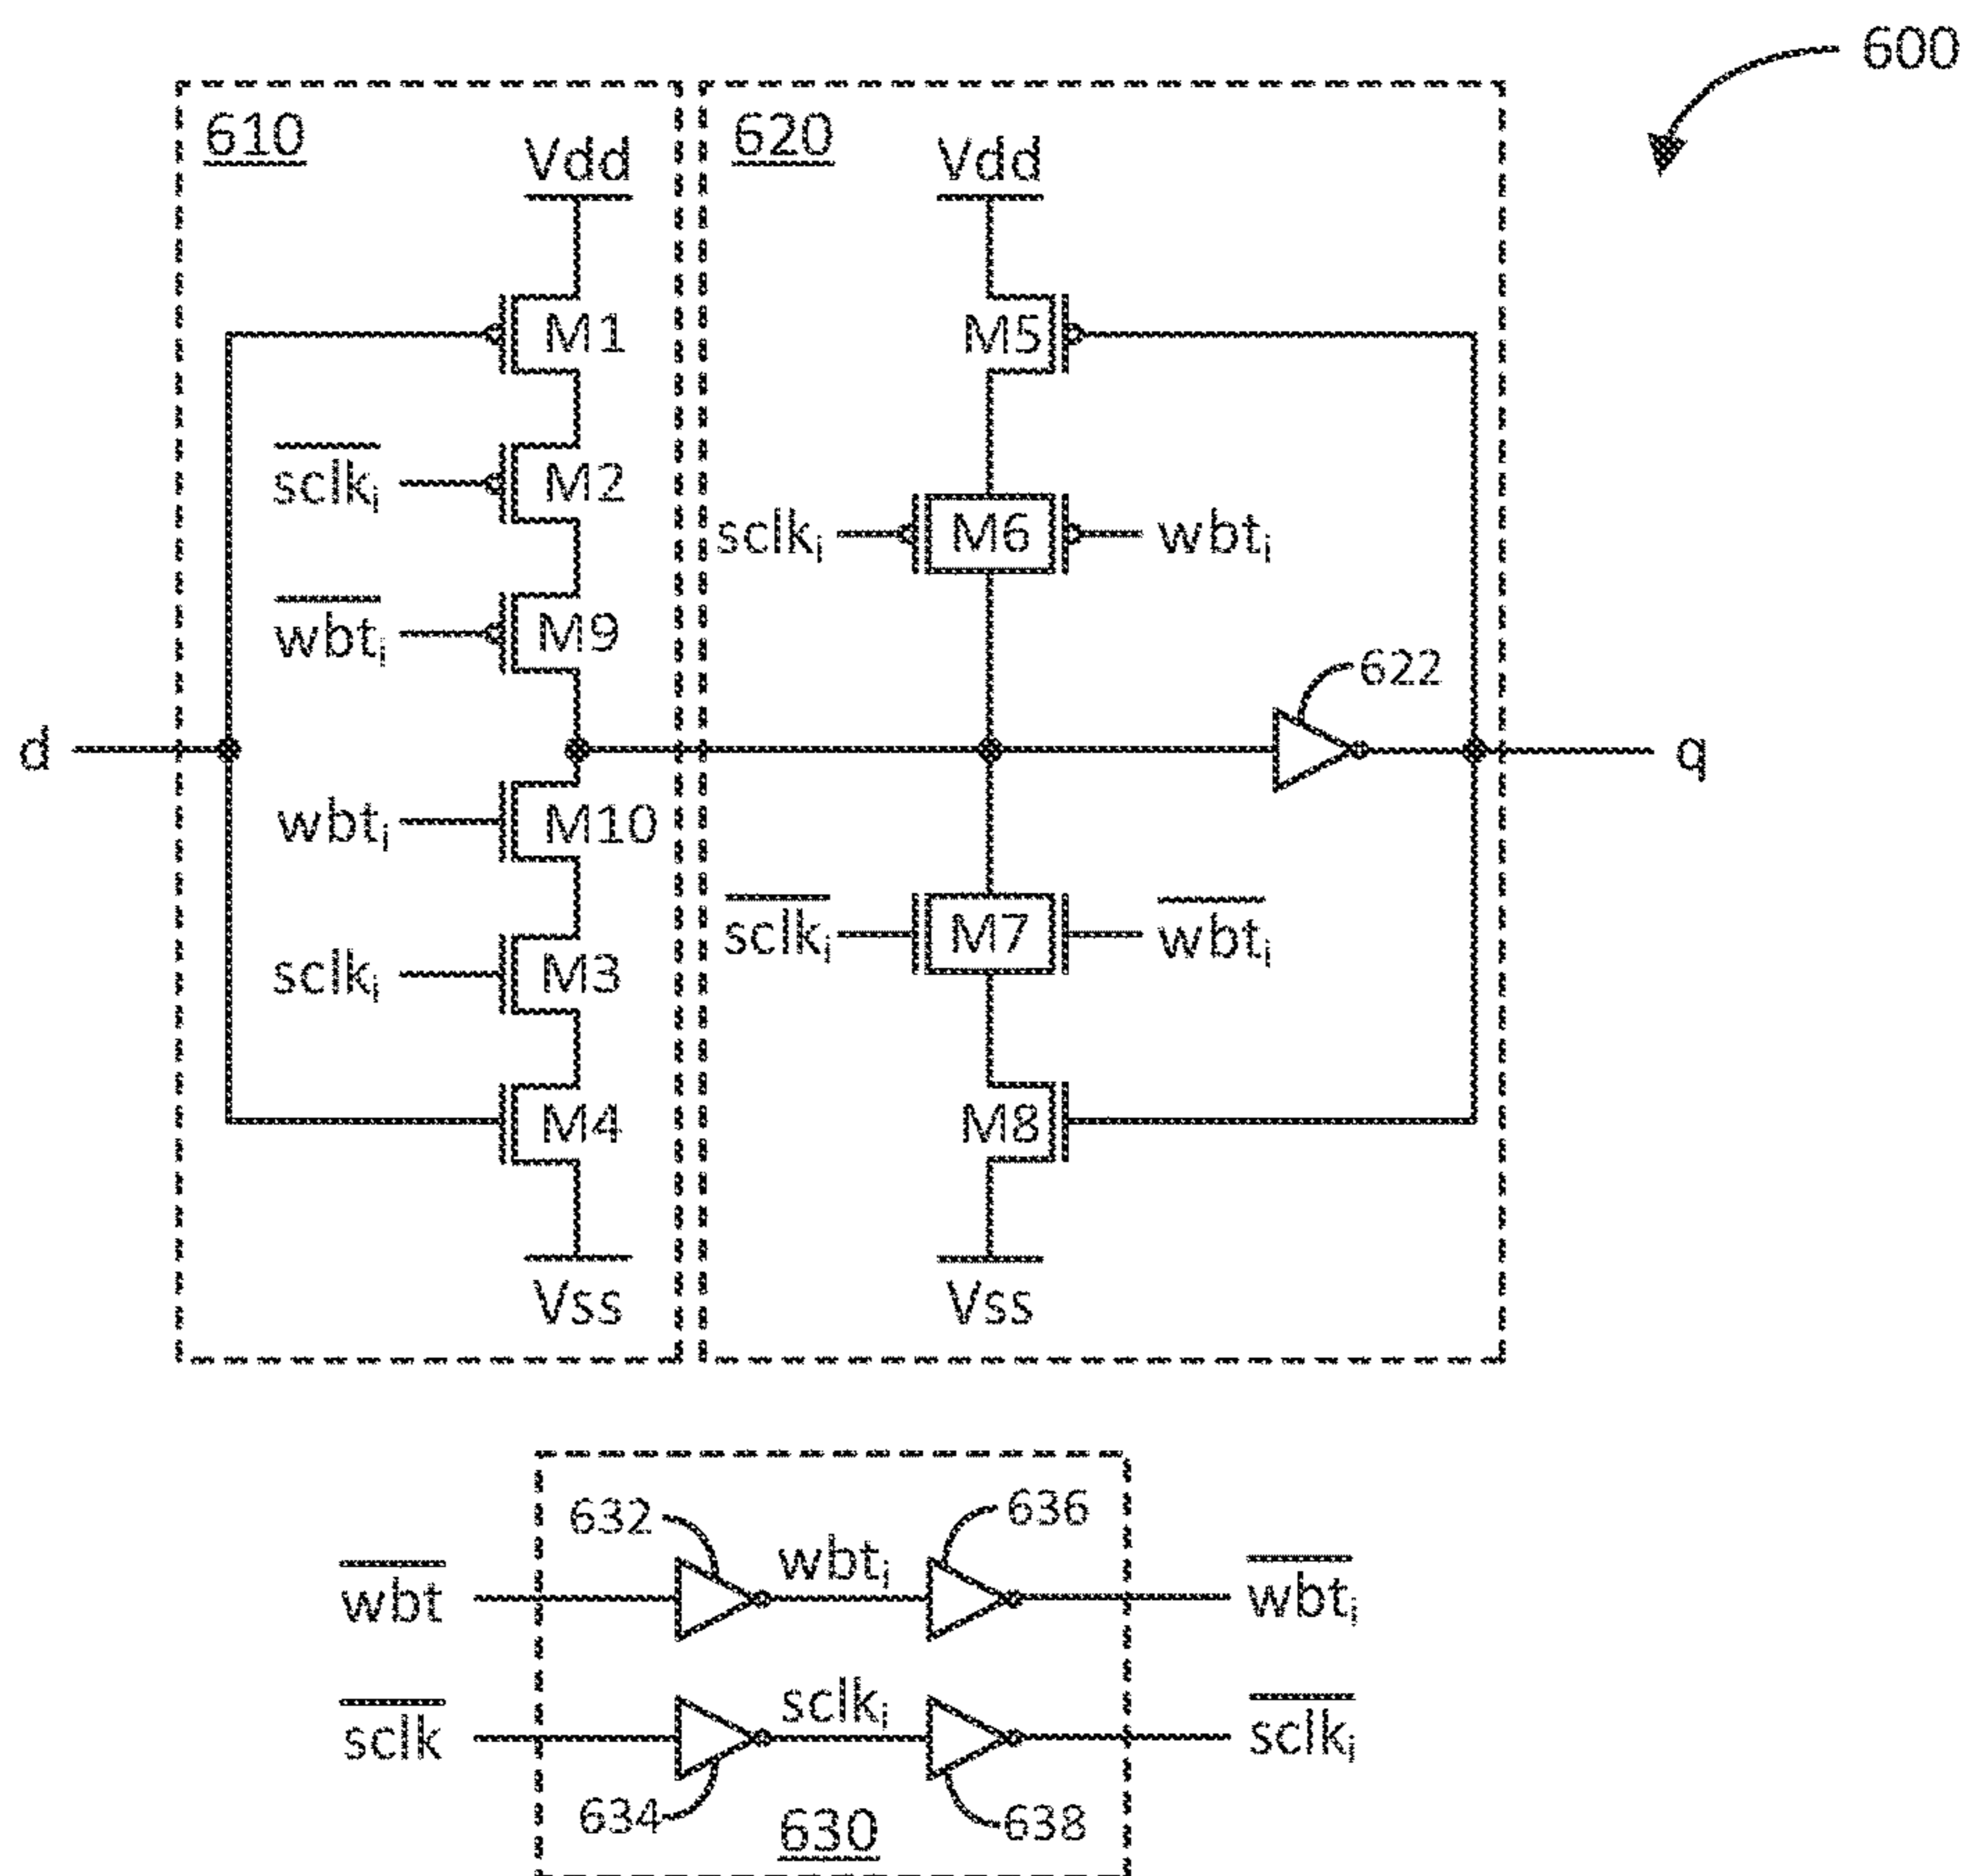 600
610
620
Vdd
Vdd
M1
M5
sclkᵢ
M2
sclkᵢ
M6
wbtᵢ
wbtᵢ
M9
622
d
q
wbtᵢ
M10
sclkᵢ
M7
wbtᵢ
sclkᵢ
M3
M4
M8
Vss
Vss
632
636
wbt
wbtᵢ
wbtᵢ
sclk
sclkᵢ
sclkᵢ
634
630
638